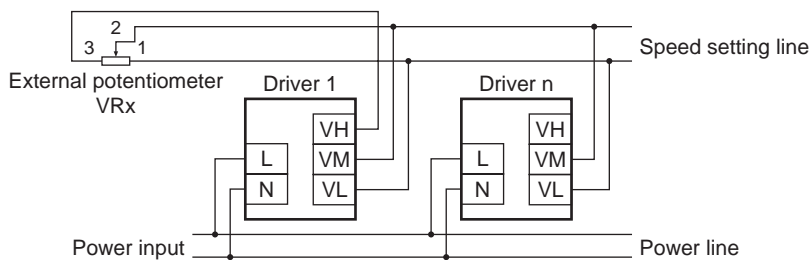 2
3
1
Speed setting line
External potentiometer
VRx
Driver 1
Driver n
VH
VH
L
VM
L
VM
N
VL
N
VL
Power input
Power line